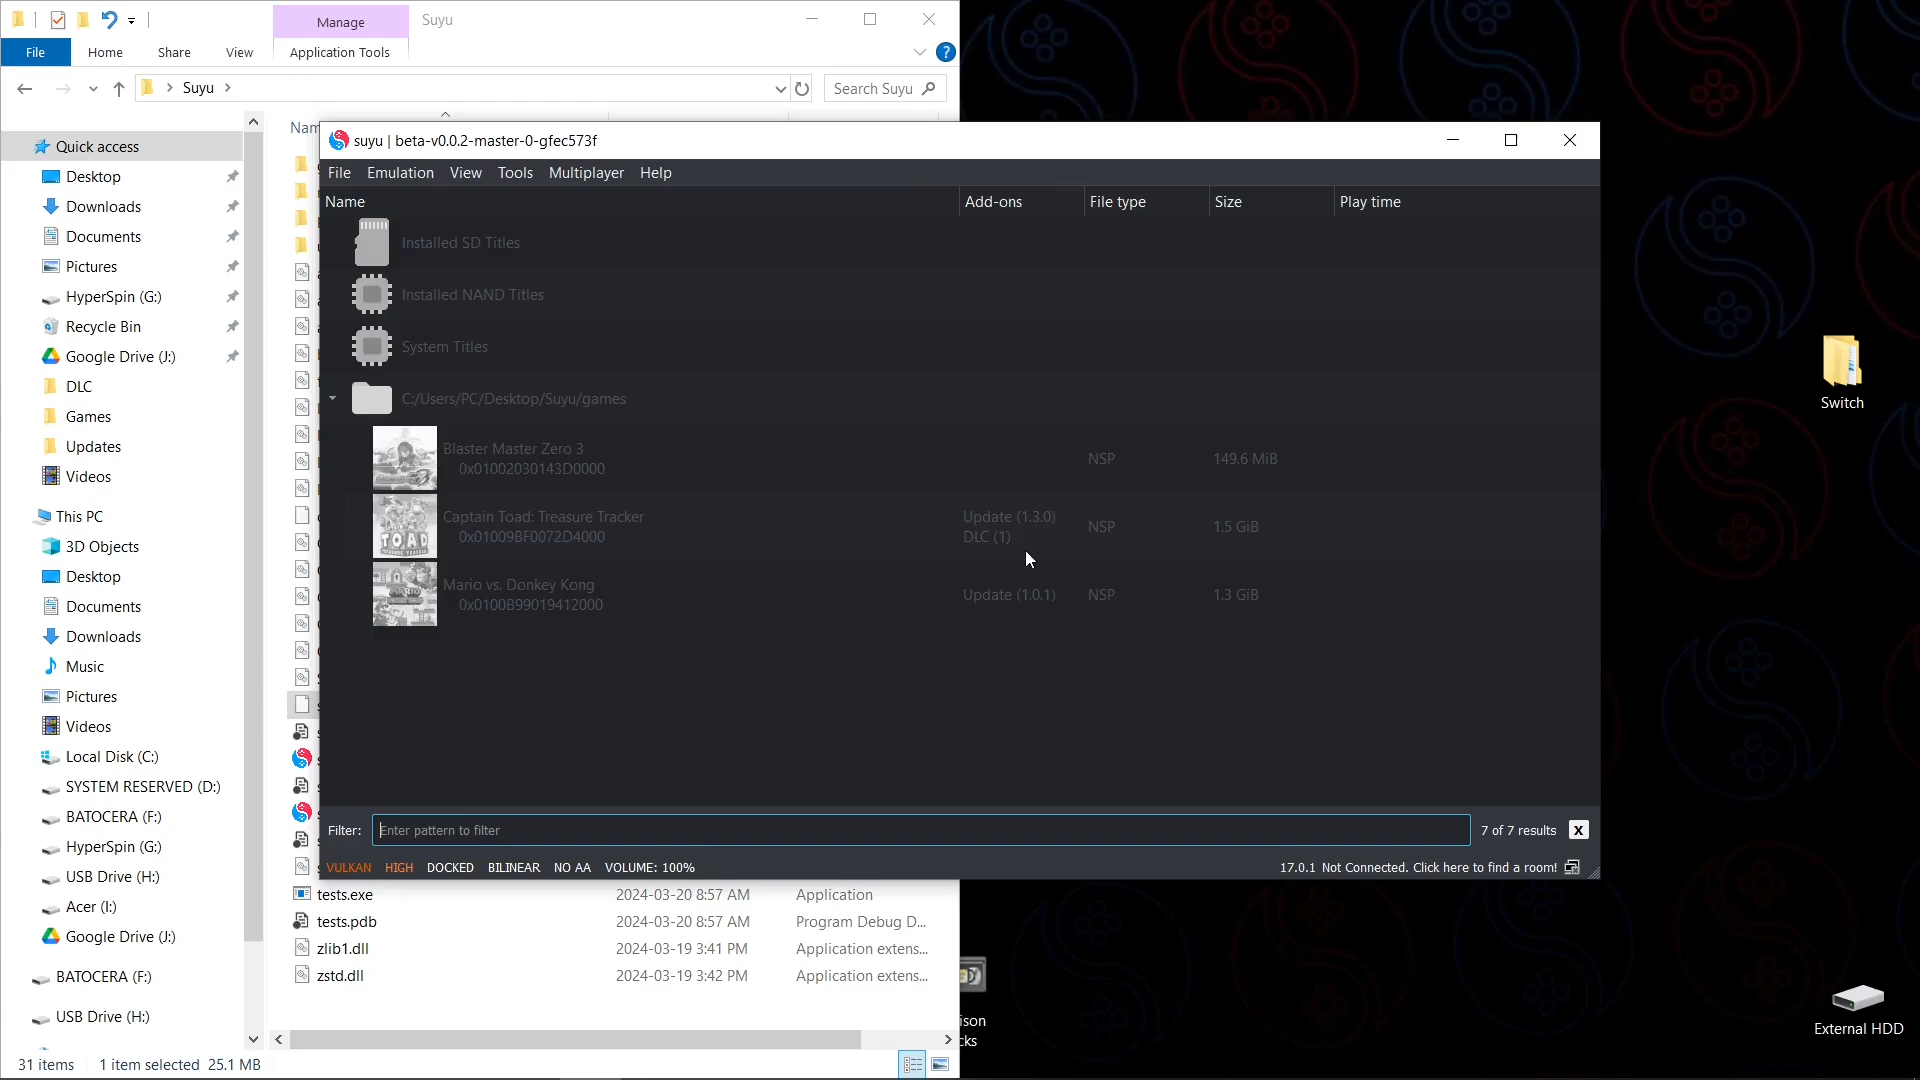 Manage
Suyu
File
Home
Share
View
Application Tools
Suyu
Search Suyu
Quick access
Desktop
Downloads
Documents
Pictures
HyperSpin (G:)
Recycle Bin
Google Drive (J:)
DLC
Games
Updates
Videos
This PC
3D Objects
Desktop
Documents
Downloads
Music
Pictures
Videos
Local Disk (C:)
SYSTEM RESERVED (D:)
BATOCERA (F:)
HyperSpin (G:)
USB Drive (H:)
Acer (I:)
Google Drive (J:)
BATOCERA (F:)
USB Drive (H:)
31 items 1 item selected 25.1 MB
suyu | beta-v0.0.2-master-0-gfec573f
File Emulation View Tools Multiplayer Help
Name Add-ons File type Size Play time
Installed SD Titles
Installed NAND Titles
System Titles
C:/Users/PC/Desktop/Suyu/games
Blaster Master Zero 3
0x01002030143D0000
NSP
149.6 MiB
Captain Toad: Treasure Tracker
0x01009BF0072D4000
Update (1.3.0)
DLC (1)
NSP
1.5 GiB
Mario vs. Donkey Kong
0x0100B99019412000
Update (1.0.1)
NSP
1.3 GiB
Filter: Enter pattern to filter 7 of 7 results X
VULKAN HIGH DOCKED BILINEAR NO AA VOLUME: 100% 17.0.1 Not Connected. Click here to find a room!
tests.exe 2024-03-20 8:57 AM Application
tests.pdb 2024-03-20 8:57 AM Program Debug D...
zlib1.dll 2024-03-19 3:41 PM Application extens...
zstd.dll 2024-03-19 3:42 PM Application extens...
Switch
External HDD